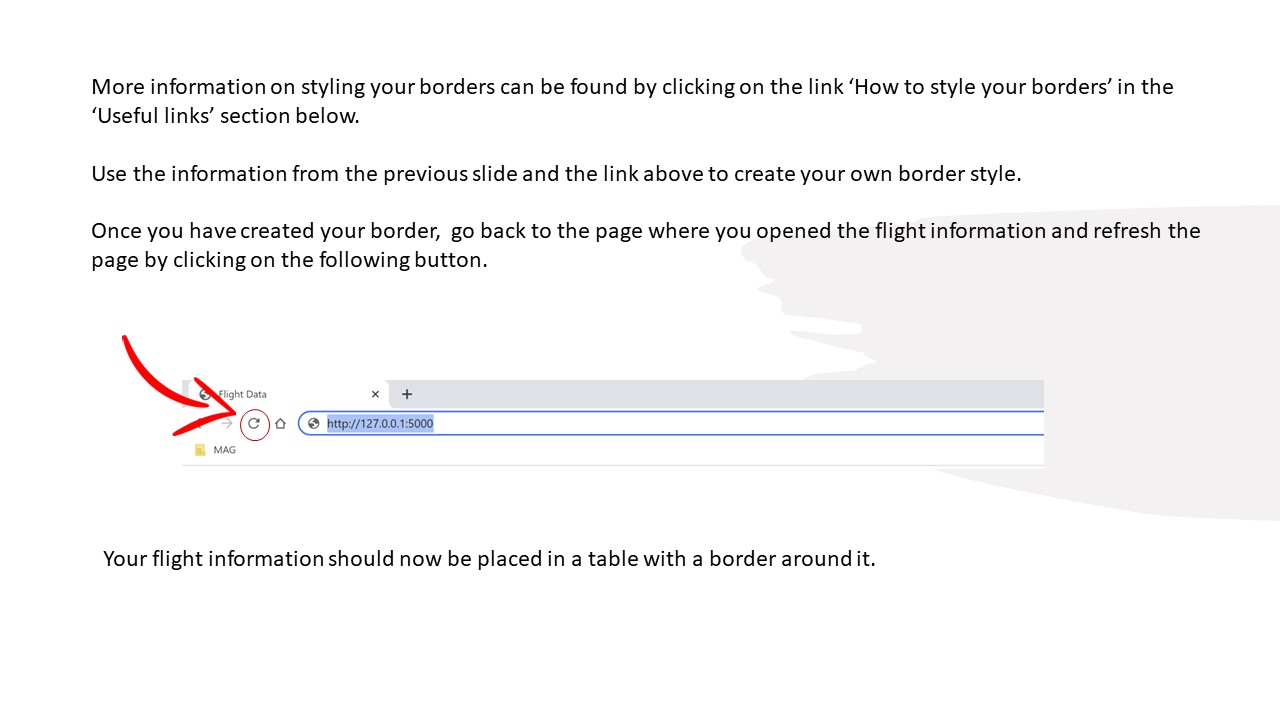 More information on styling your borders can be found by clicking on the link ‘How to style your borders’ in the
‘Useful links’ section below.
Use the information from the previous slide and the link above to create your own border style.
Once you have created your border,  go back to the page where you opened the flight information and refresh the
page by clicking on the following button.
Flight Data
http://127.0.0.1:5000
MAG
Your flight information should now be placed in a table with a border around it.